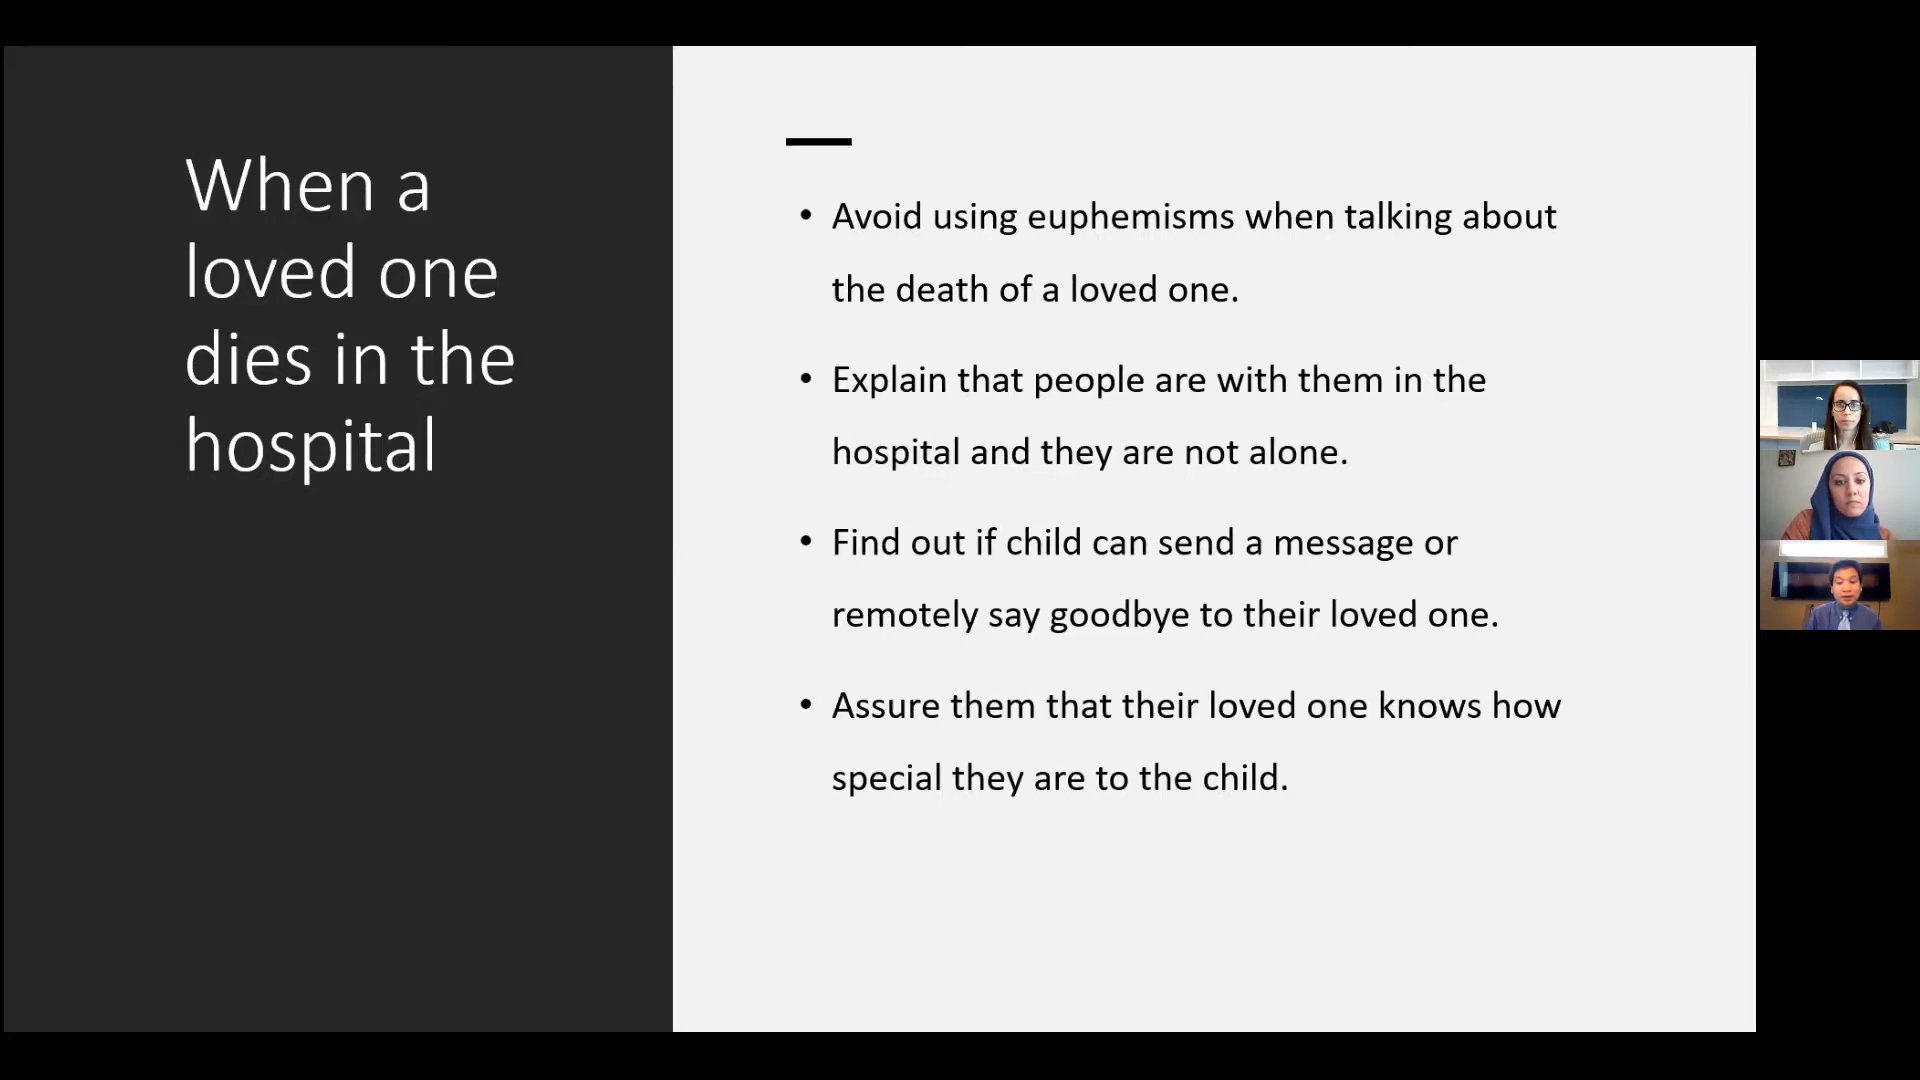 When a
loved one
dies in the
hospital
• Avoid using euphemisms when talking about
the death of a loved one.
• Explain that people are with them in the
hospital and they are not alone.
• Find out if child can send a message or
remotely say goodbye to their loved one.
• Assure them that their loved one knows how
special they are to the child.